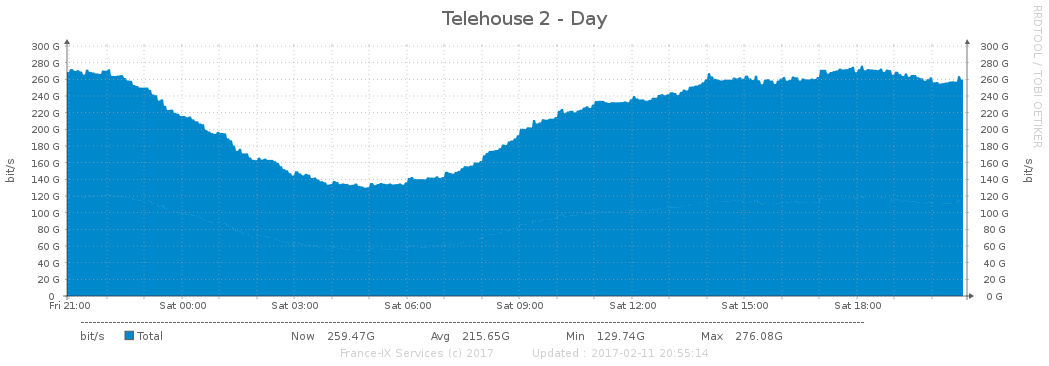 Telehouse 2 - Day
RRDTOOL / TOBI OETIKER
bit/s
300 G 300 G
280 G 280 G
260 G 260 G
240 G 240 G
220 G 220 G
200 G 200 G
180 G 180 G
160 G 160 G
140 G 140 G
120 G 120 G
100 G 100 G
80 G 80 G
60 G 60 G
40 G 40 G
20 G 20 G
0 0 G
bit/s
Fri 21:00 Sat 00:00 Sat 03:00 Sat 06:00 Sat 09:00 Sat 12:00 Sat 15:00 Sat 18:00
bit/s Total Now 259.47G Avg 215.65G Min 129.74G Max 276.08G
France-IX Services (c) 2017 Updated : 2017-02-11 20:55:14